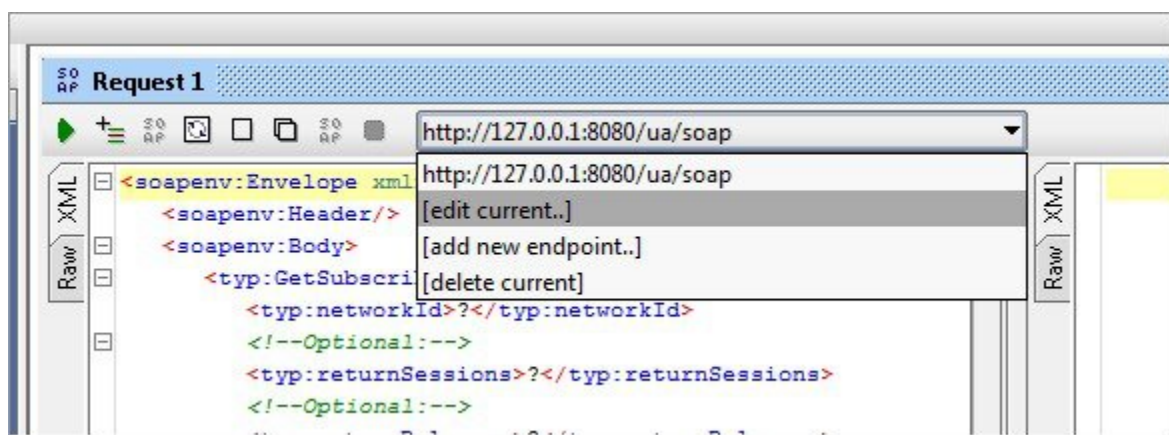 SOAP Request 1
http://127.0.0.1:8080/ua/soap
http://127.0.0.1:8080/ua/soap
[edit current..]
[add new endpoint..]
[delete current]
XML
Raw
<soapenv:Envelope xml
<soapenv:Header/>
<soapenv:Body>
<typ:GetSubscri
<typ:networkId>?</typ:networkId>
<!--Optional:-->
<typ:returnSessions>?</typ:returnSessions>
<!--Optional:-->
XML
Raw